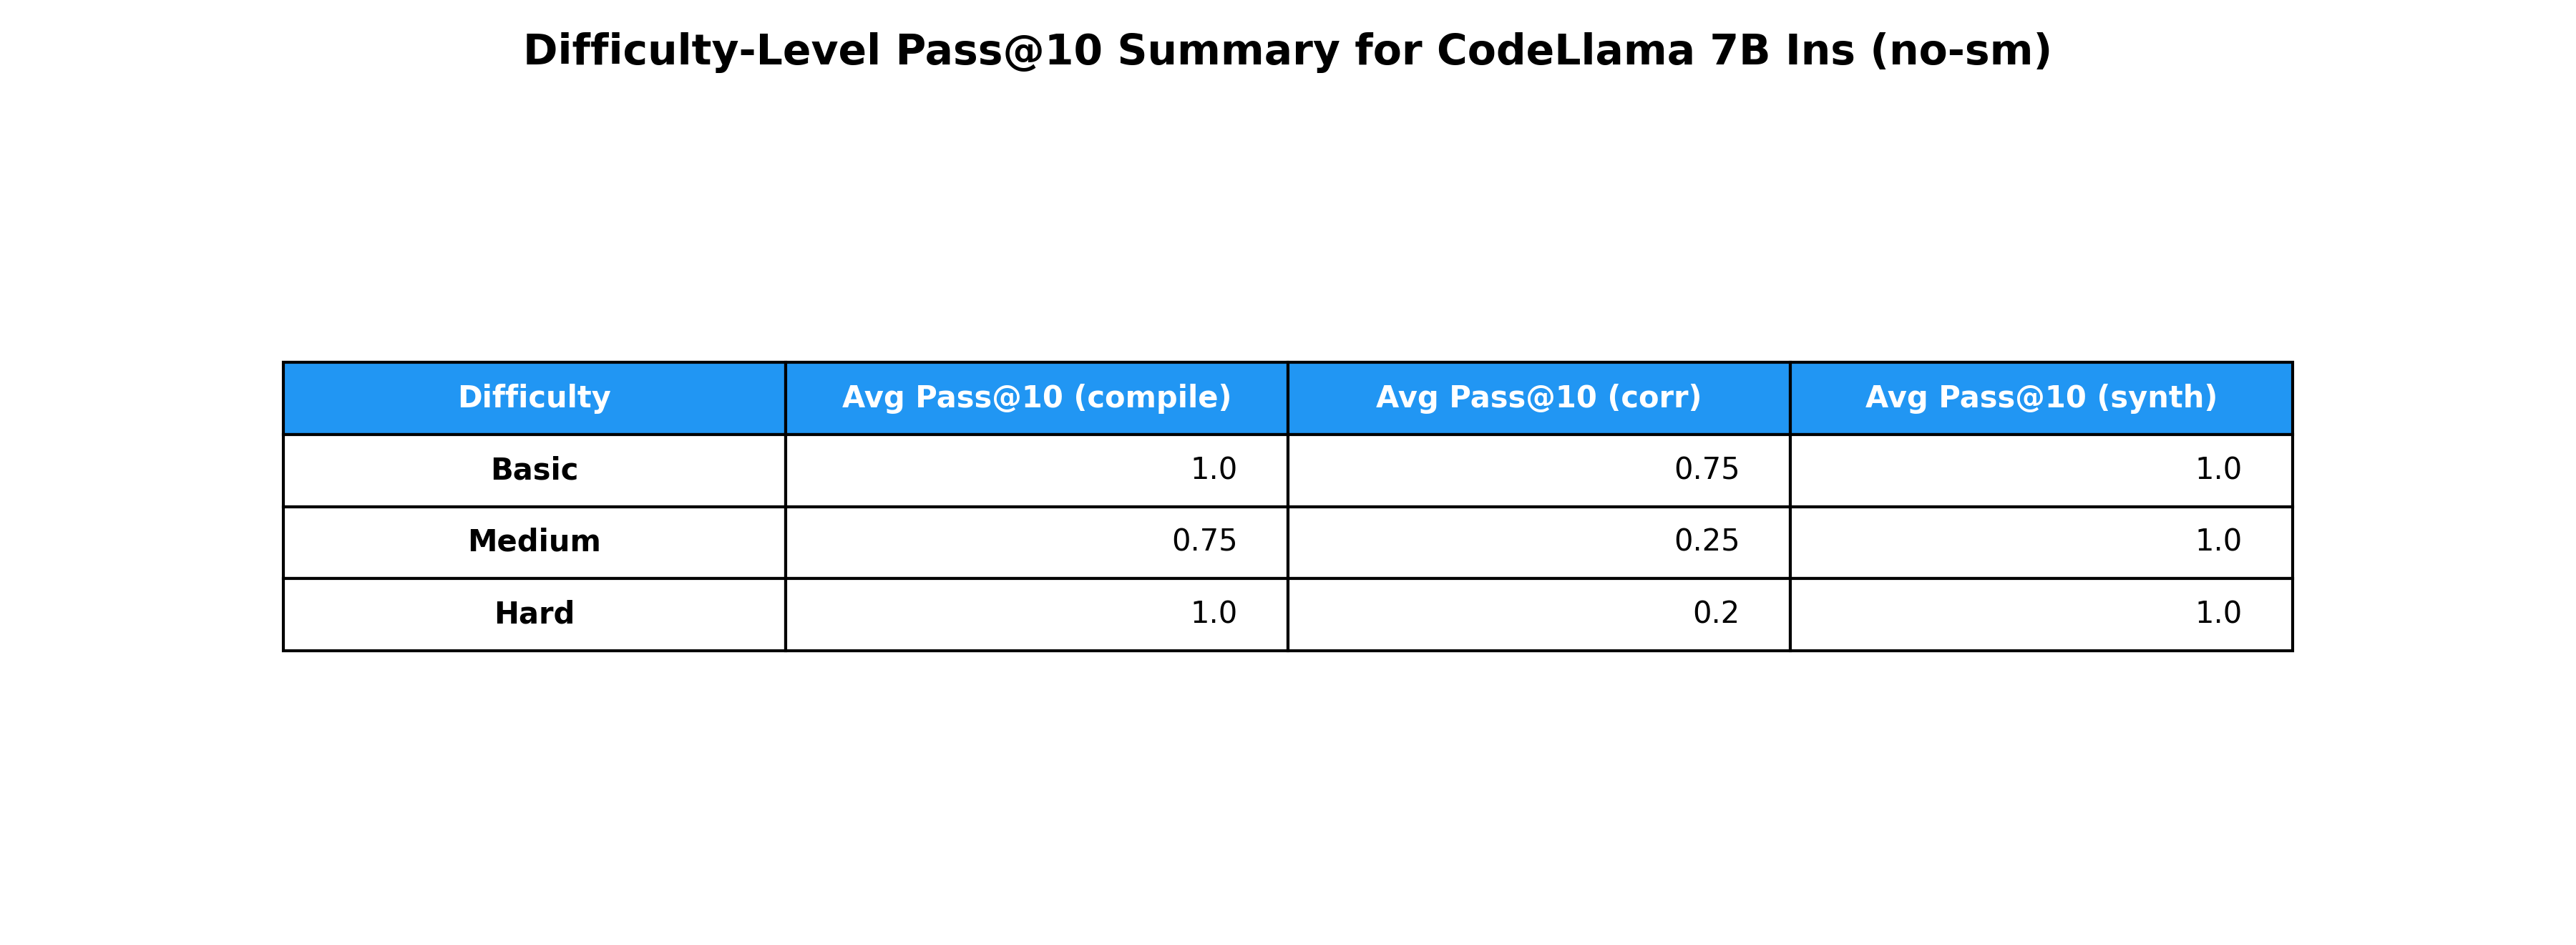 Difficulty-Level Pass@10 Summary for CodeLlama 7B Ins (no-sm)
Difficulty Avg Pass@10 (compile) Avg Pass@10 (corr) Avg Pass@10 (synth)
Basic 1.0 0.75 1.0
Medium 0.75 0.25 1.0
Hard 1.0 0.2 1.0